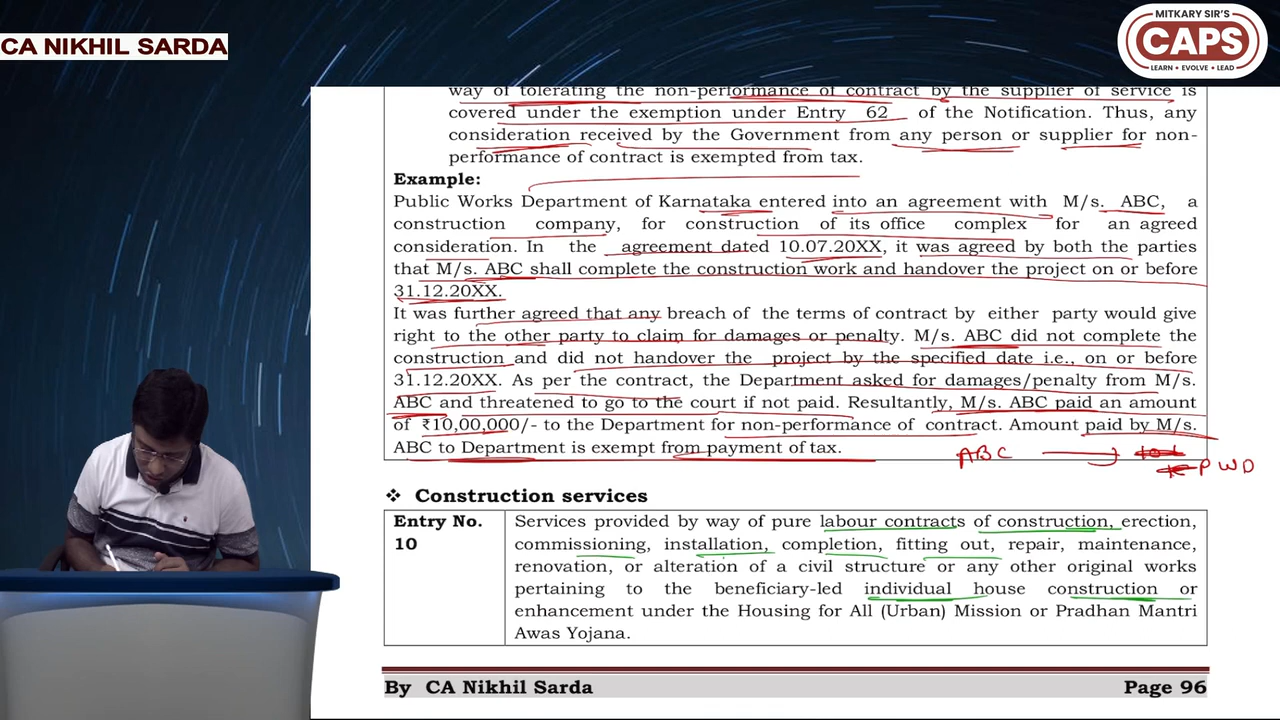 CA NIKHIL SARDA
MITKARY SIR'S
CAPS
LEARN • EVOLVE • LEAD
way of tolerating the non-performance of contract by the supplier of service is
covered under the exemption under Entry 62 of the Notification. Thus, any
consideration received by the Government from any person or supplier for non-
performance of contract is exempted from tax.
Example:
Public Works Department of Karnataka entered into an agreement with M/s. ABC, a
construction company, for construction of its office complex for an agreed
consideration. In the agreement dated 10.07.20XX, it was agreed by both the parties
that M/s. ABC shall complete the construction work and handover the project on or before
31.12.20XX.
It was further agreed that any breach of the terms of contract by either party would give
right to the other party to claim for damages or penalty. M/s. ABC did not complete the
construction and did not handover the project by the specified date i.e., on or before
31.12.20XX. As per the contract, the Department asked for damages/penalty from M/s.
ABC and threatened to go to the court if not paid. Resultantly, M/s. ABC paid an amount
of ₹10,00,000/- to the Department for non-performance of contract. Amount paid by M/s.
ABC to Department is exempt from payment of tax.
ABC
PWD
❖ Construction services
Entry No.
10
Services provided by way of pure labour contracts of construction, erection,
commissioning, installation, completion, fitting out, repair, maintenance,
renovation, or alteration of a civil structure or any other original works
pertaining to the beneficiary-led individual house construction or
enhancement under the Housing for All (Urban) Mission or Pradhan Mantri
Awas Yojana.
By CA Nikhil Sarda
Page 96